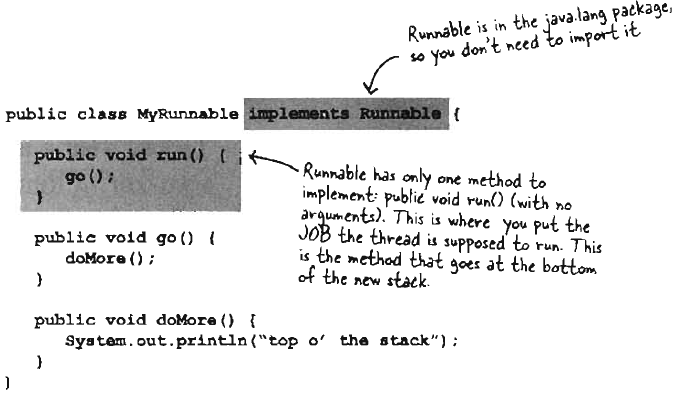 Runnable is in the java.lang package,
so you don't need to import it
public class MyRunnable implements Runnable {
public void run() {
go();
}
Runnable has only one method to
implement: public void run() (with no
arguments). This is where you put the
JOB the thread is supposed to run. This
is the method that goes at the bottom
of the new stack.
public void go() {
doMore();
}
public void doMore() {
System.out.println("top o' the stack");
}
}